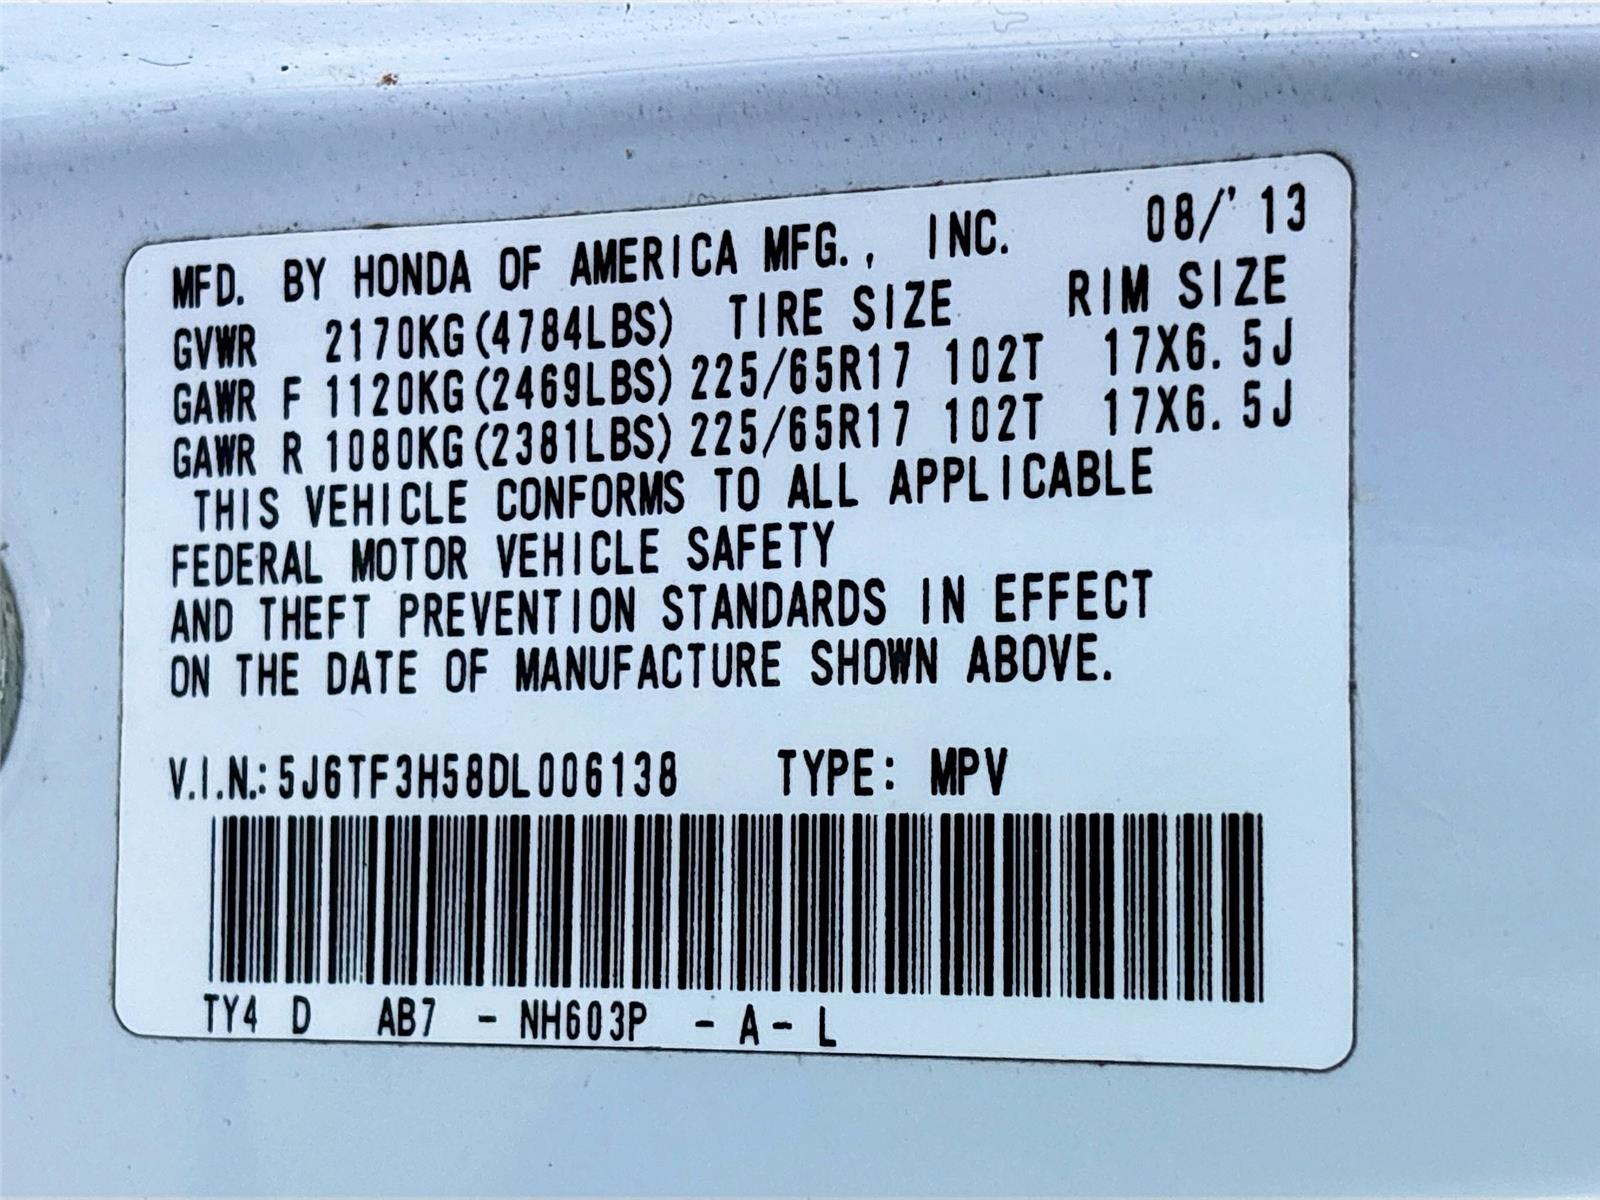 MFD. BY HONDA OF AMERICA MFG., INC. 08/'13
GVWR 2170KG(4784LBS) TIRE SIZE RIM SIZE
GAWR F 1120KG(2469LBS) 225/65R17 102T 17X6.5J
GAWR R 1080KG(2381LBS) 225/65R17 102T 17X6.5J
THIS VEHICLE CONFORMS TO ALL APPLICABLE
FEDERAL MOTOR VEHICLE SAFETY
AND THEFT PREVENTION STANDARDS IN EFFECT
ON THE DATE OF MANUFACTURE SHOWN ABOVE.
V.I.N.: 5J6TF3H58DL006138 TYPE: MPV
TY4 D AB7 - NH603P - A - L